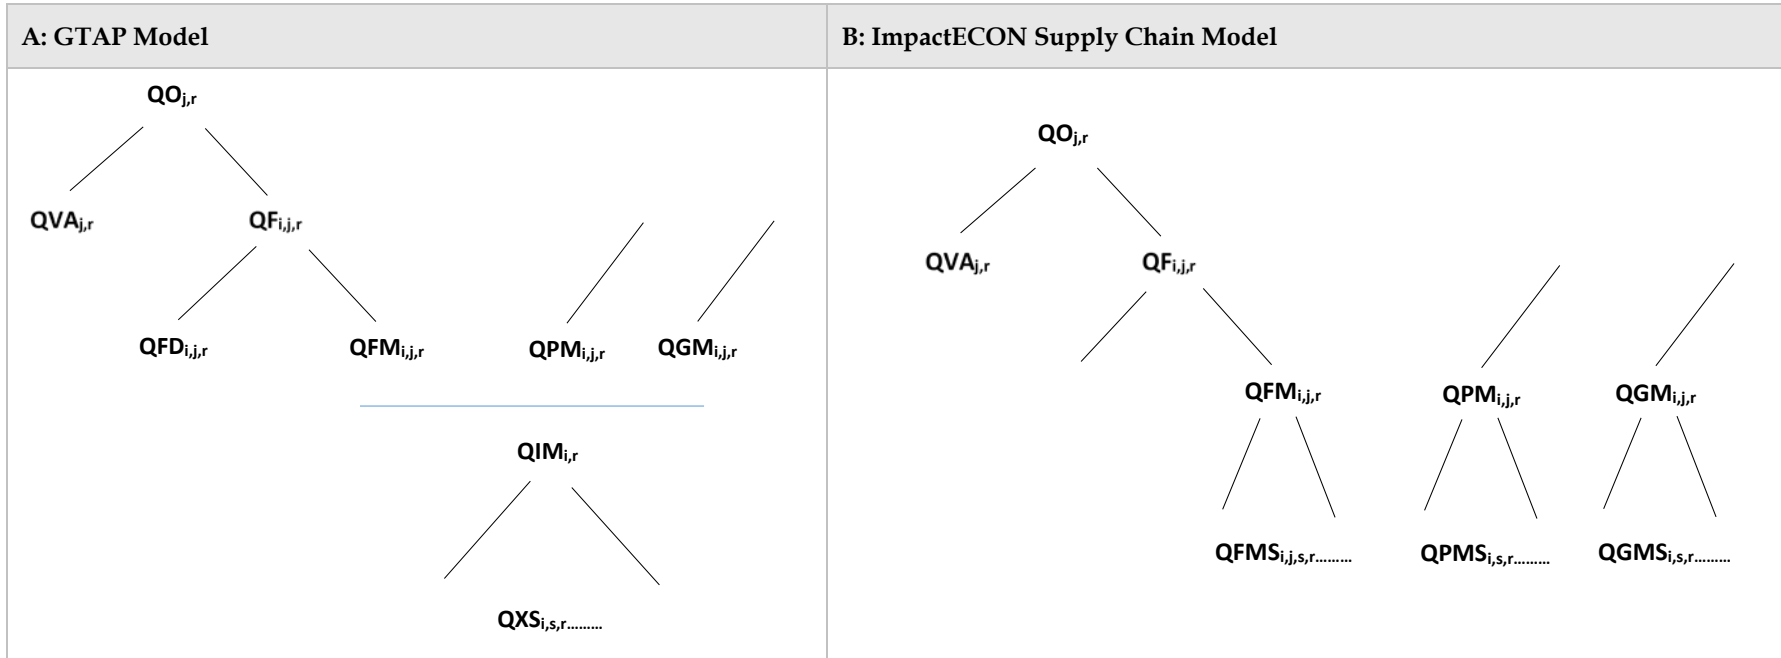 A: GTAP Model
QOj,r
QVAj,r QFi,j,r
QFDi,j,r QFMi,j,r QPMi,j,r QGMi,j,r
QIMi,r
QXSi,s,r………
B: ImpactECON Supply Chain Model
QOj,r
QVAj,r QFi,j,r
QFMi,j,r QPMi,j,r QGMi,j,r
QFMSi,j,s,r……… QPMSi,s,r……… QGMSi,s,r………